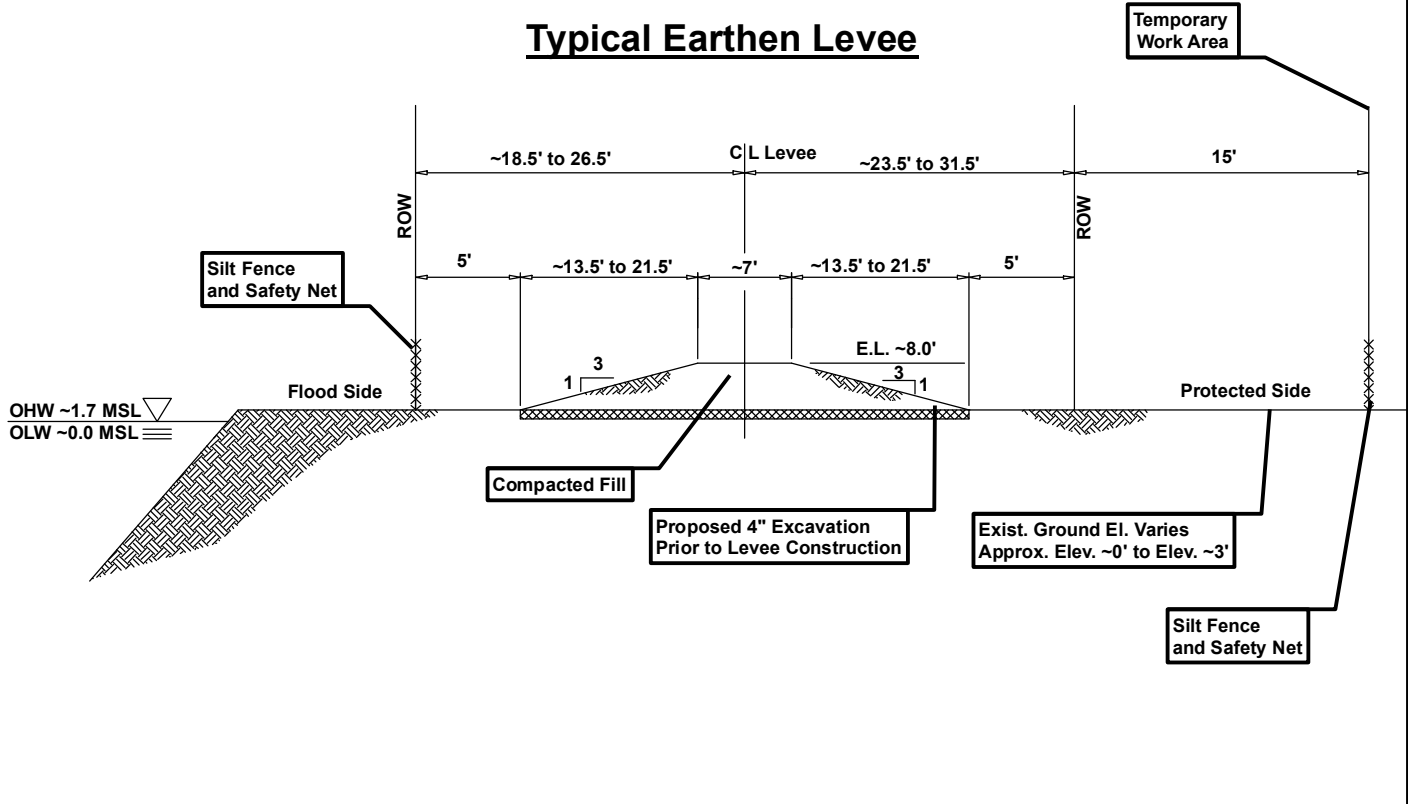 Typical Earthen Levee
Temporary
Work Area
~18.5' to 26.5'
C L Levee
~23.5' to 31.5'
15'
ROW
ROW
Silt Fence
and Safety Net
5'
~13.5' to 21.5'
~7'
~13.5' to 21.5'
5'
E.L. ~8.0'
3
1
3
1
Flood Side
Protected Side
OHW ~1.7 MSL
OLW ~0.0 MSL
Compacted Fill
Proposed 4" Excavation
Prior to Levee Construction
Exist. Ground El. Varies
Approx. Elev. ~0' to Elev. ~3'
Silt Fence
and Safety Net